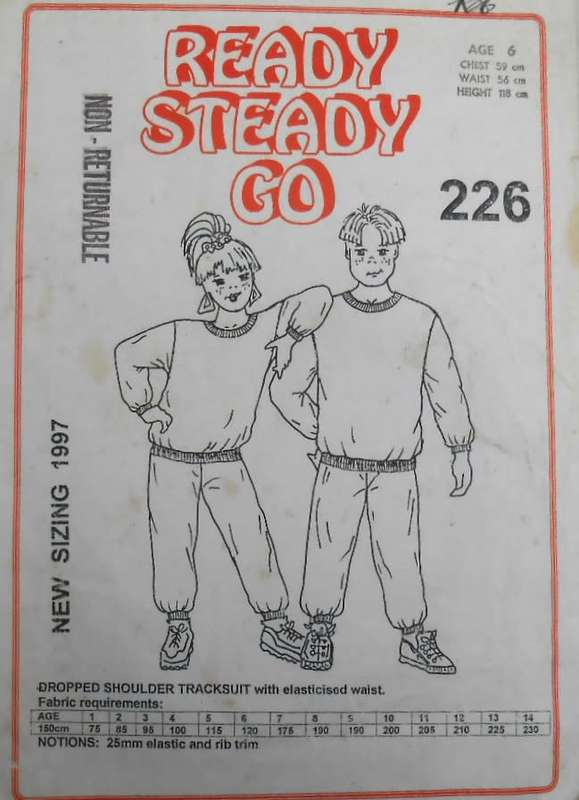 READY
STEADY
GO
AGE 6
CHEST 59 cm
WAIST 56 cm
HEIGHT 118 cm
226
NON - RETURNABLE
NEW SIZING 1997
DROPPED SHOULDER TRACKSUIT with elasticised waist.
Fabric requirements:
AGE 1 2 3 4 5 6 7 8 9 10 11 12 13 14
150cm 75 85 95 100 115 120 175 190 190 200 205 210 225 230
NOTIONS: 25mm elastic and rib trim